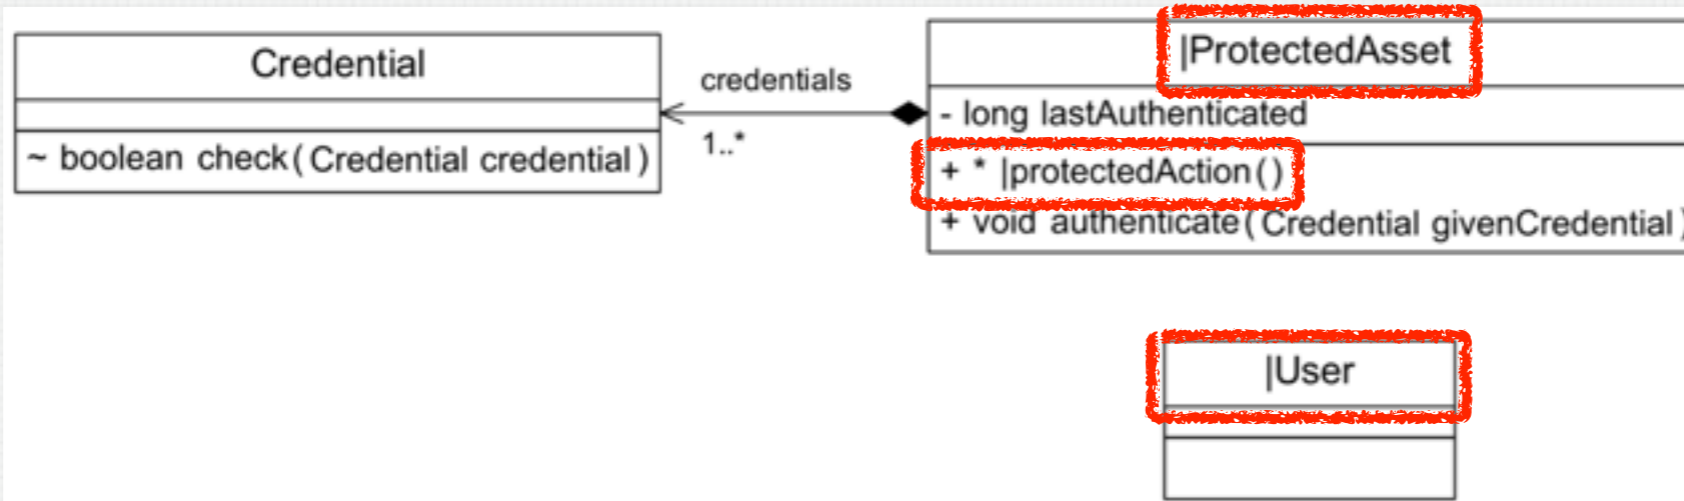 Credential
~ boolean check(Credential credential)
credentials
1..*
|ProtectedAsset
- long lastAuthenticated
+ * |protectedAction()
+ void authenticate(Credential givenCredential)
|User